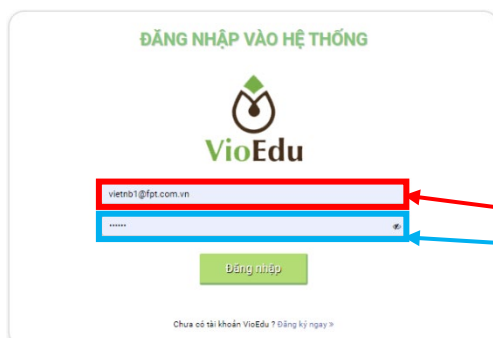 ĐĂNG NHẬP VÀO HỆ THỐNG
VioEdu
vietnb1@fpt.com.vn
······
Đăng nhập
Chưa có tài khoản VioEdu ? Đăng ký ngay »